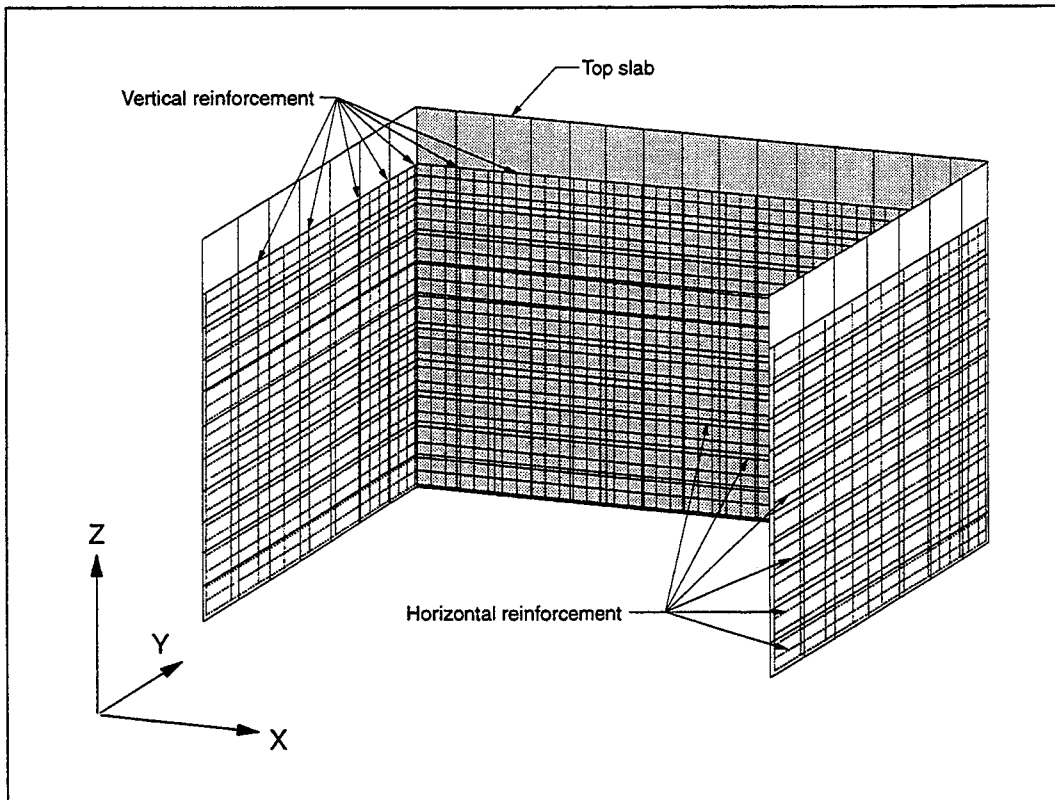 Top slab
Vertical reinforcement
Horizontal reinforcement
Z
Y
X